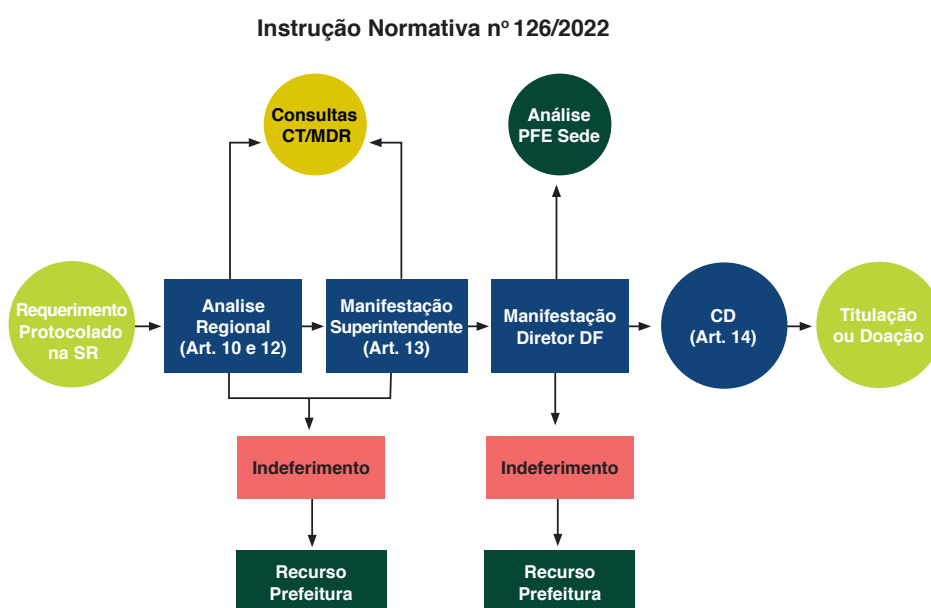 Instrução Normativa nº 126/2022
Consultas
CT/MDR
Análise
PFE Sede
Requerimento
Protocolado
na SR
Analise
Regional
(Art. 10 e 12)
Manifestação
Superintendente
(Art. 13)
Manifestação
Diretor DF
CD
(Art. 14)
Titulação
ou Doação
Indeferimento
Indeferimento
Recurso
Prefeitura
Recurso
Prefeitura